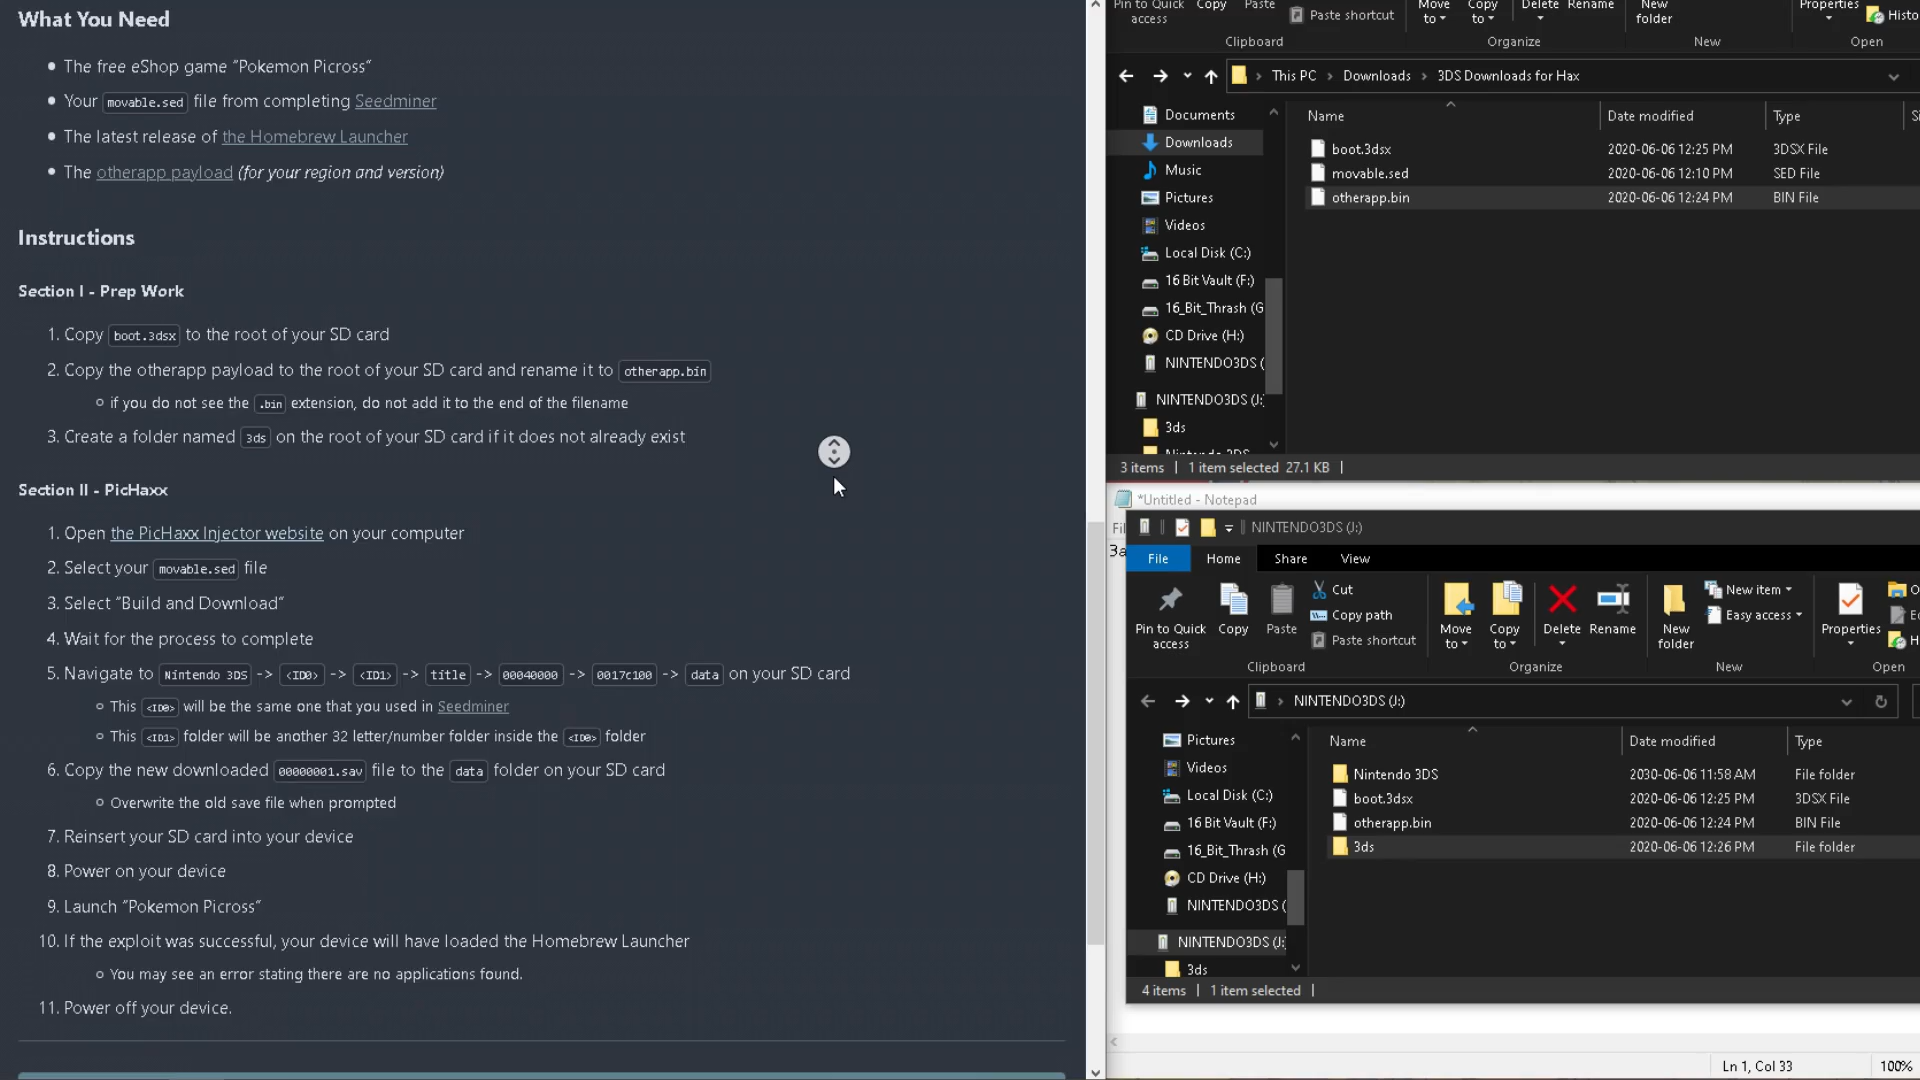 What You Need
The free eShop game “Pokemon Picross”
Your movable.sed file from completing Seedminer
The latest release of the Homebrew Launcher
The otherapp payload (for your region and version)
Instructions
Section I - Prep Work
1. Copy boot.3dsx to the root of your SD card
2. Copy the otherapp payload to the root of your SD card and rename it to otherapp.bin
if you do not see the .bin extension, do not add it to the end of the filename
3. Create a folder named 3ds on the root of your SD card if it does not already exist
Section II - PicHaxx
1. Open the PicHaxx Injector website on your computer
2. Select your movable.sed file
3. Select “Build and Download”
4. Wait for the process to complete
5. Navigate to Nintendo 3DS -> <ID0> -> <ID1> -> title -> 00040000 -> 0017c100 -> data on your SD card
This <ID0> will be the same one that you used in Seedminer
This <ID1> folder will be another 32 letter/number folder inside the <ID0> folder
6. Copy the new downloaded 00000001.sav file to the data folder on your SD card
Overwrite the old save file when prompted
7. Reinsert your SD card into your device
8. Power on your device
9. Launch “Pokemon Picross”
10. If the exploit was successful, your device will have loaded the Homebrew Launcher
You may see an error stating there are no applications found.
11. Power off your device.
Pin to Quick access Copy Paste Paste shortcut Move to Copy to Delete Rename New folder Properties Histo
Clipboard Organize New Open
This PC > Downloads > 3DS Downloads for Hax
Name Date modified Type
Documents
Downloads
Music
Pictures
Videos
Local Disk (C:)
16 Bit Vault (F:)
16_Bit_Thrash (G
CD Drive (H:)
NINTENDO3DS (
NINTENDO3DS (J:
3ds
boot.3dsx 2020-06-06 12:25 PM 3DSX File
movable.sed 2020-06-06 12:10 PM SED File
otherapp.bin 2020-06-06 12:24 PM BIN File
3 items 1 item selected 27.1 KB
*Untitled - Notepad
NINTENDO3DS (J:)
File Home Share View
Pin to Quick access Copy Paste Cut Copy path Paste shortcut
Move to Copy to Delete Rename New folder New item Easy access Properties
Clipboard Organize New Open
NINTENDO3DS (J:)
Name Date modified Type
Pictures
Videos
Local Disk (C:)
16 Bit Vault (F:)
16_Bit_Thrash (G
CD Drive (H:)
NINTENDO3DS (
NINTENDO3DS (J:
3ds
Nintendo 3DS 2030-06-06 11:58 AM File folder
boot.3dsx 2020-06-06 12:25 PM 3DSX File
otherapp.bin 2020-06-06 12:24 PM BIN File
3ds 2020-06-06 12:26 PM File folder
4 items 1 item selected
Ln 1, Col 33 100%